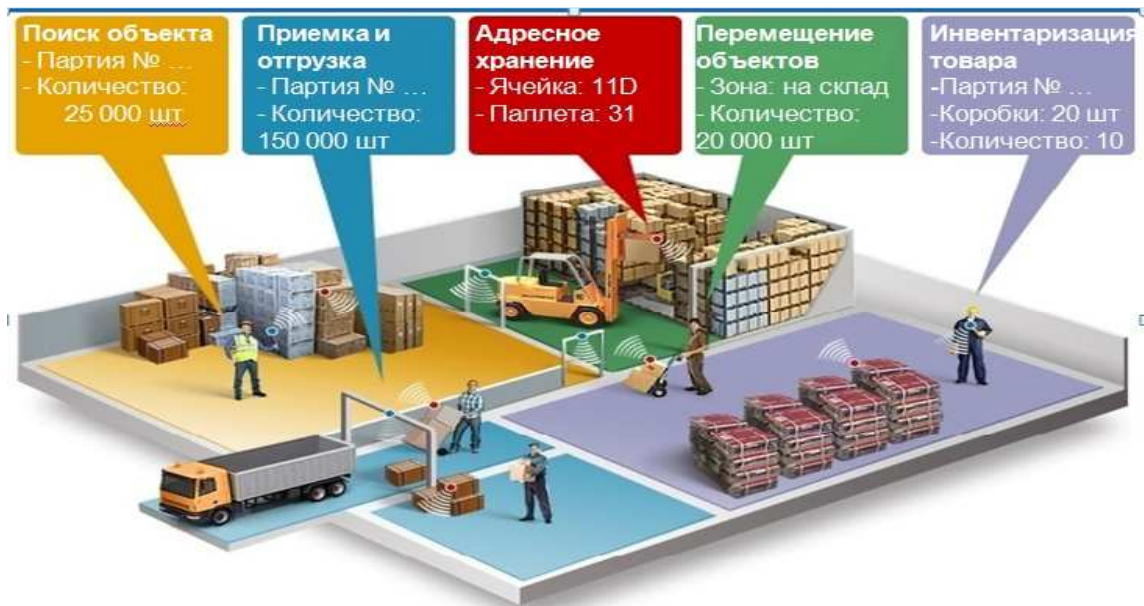 Поиск объекта
- Партия № ...
- Количество:
25 000 шт
Приемка и
отгрузка
- Партия № ...
- Количество:
150 000 шт
Адресное
хранение
- Ячейка: 11D
- Паллета: 31
Перемещение
объектов
- Зона: на склад
- Количество:
20 000 шт
Инвентаризация
товара
-Партия № ...
-Коробки: 20 шт
-Количество: 10